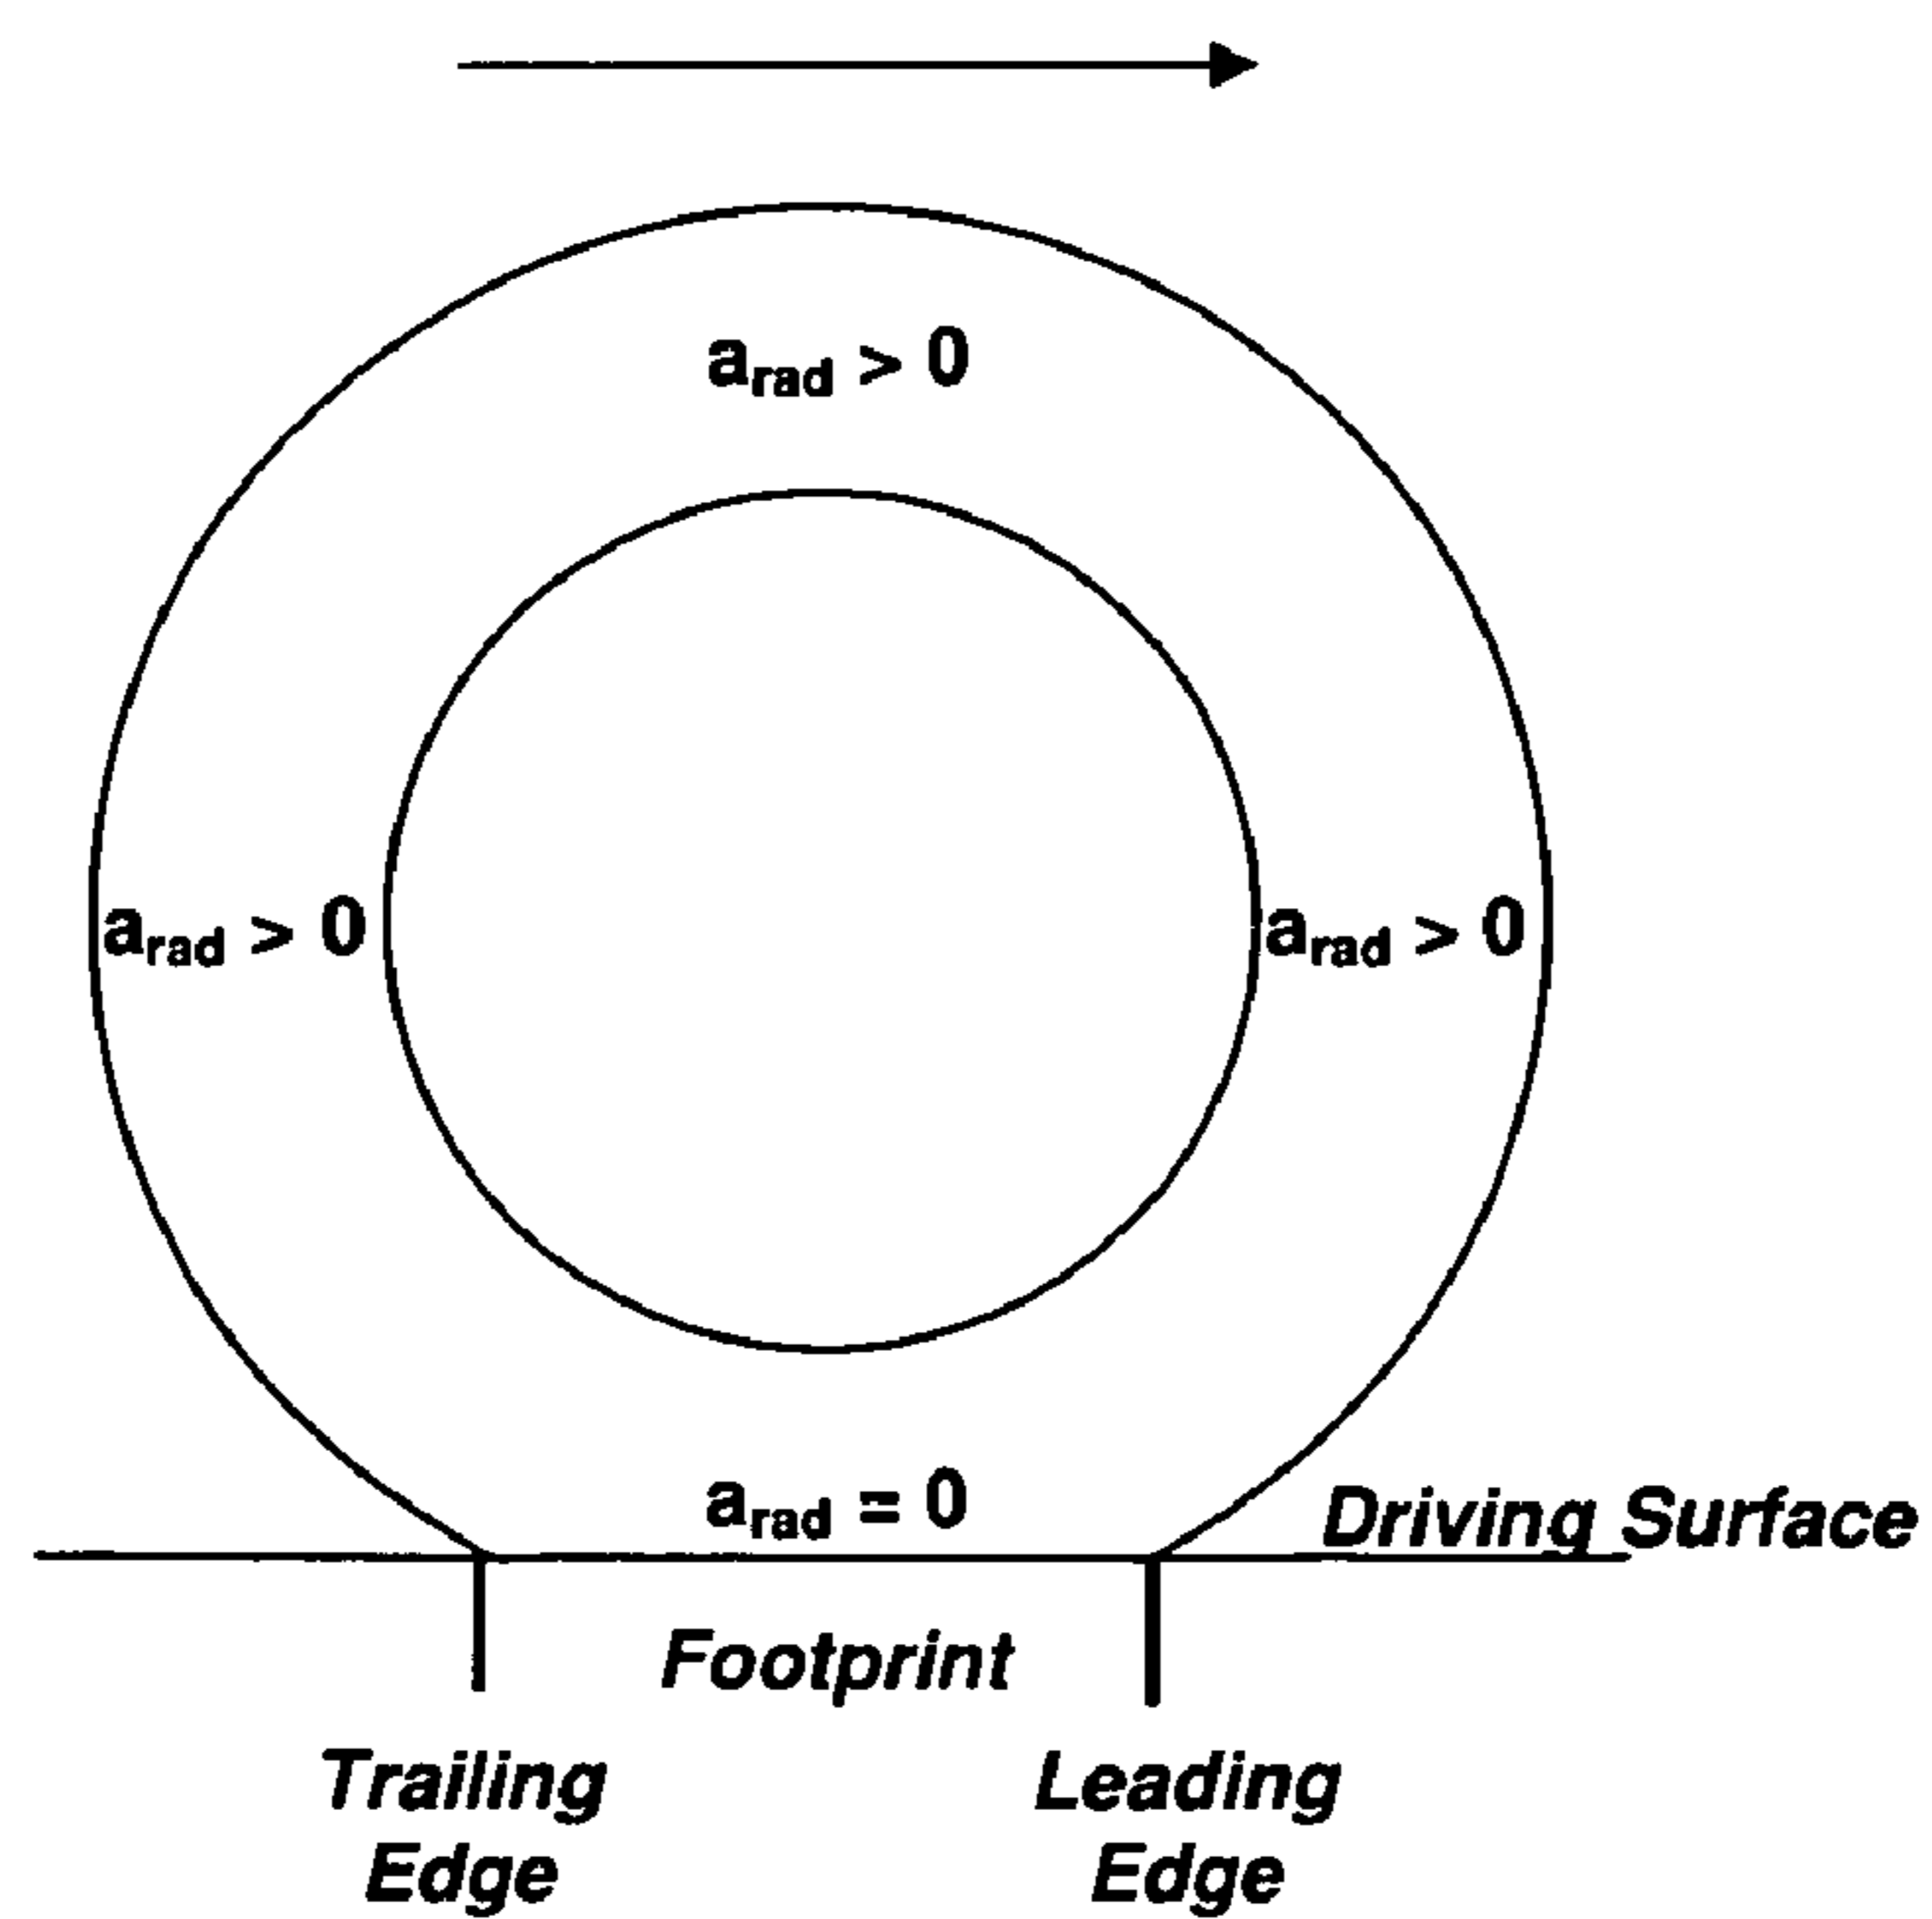 a_rad > 0
a_rad > 0
a_rad > 0
a_rad = 0
Driving Surface
Footprint
Trailing
Edge
Leading
Edge